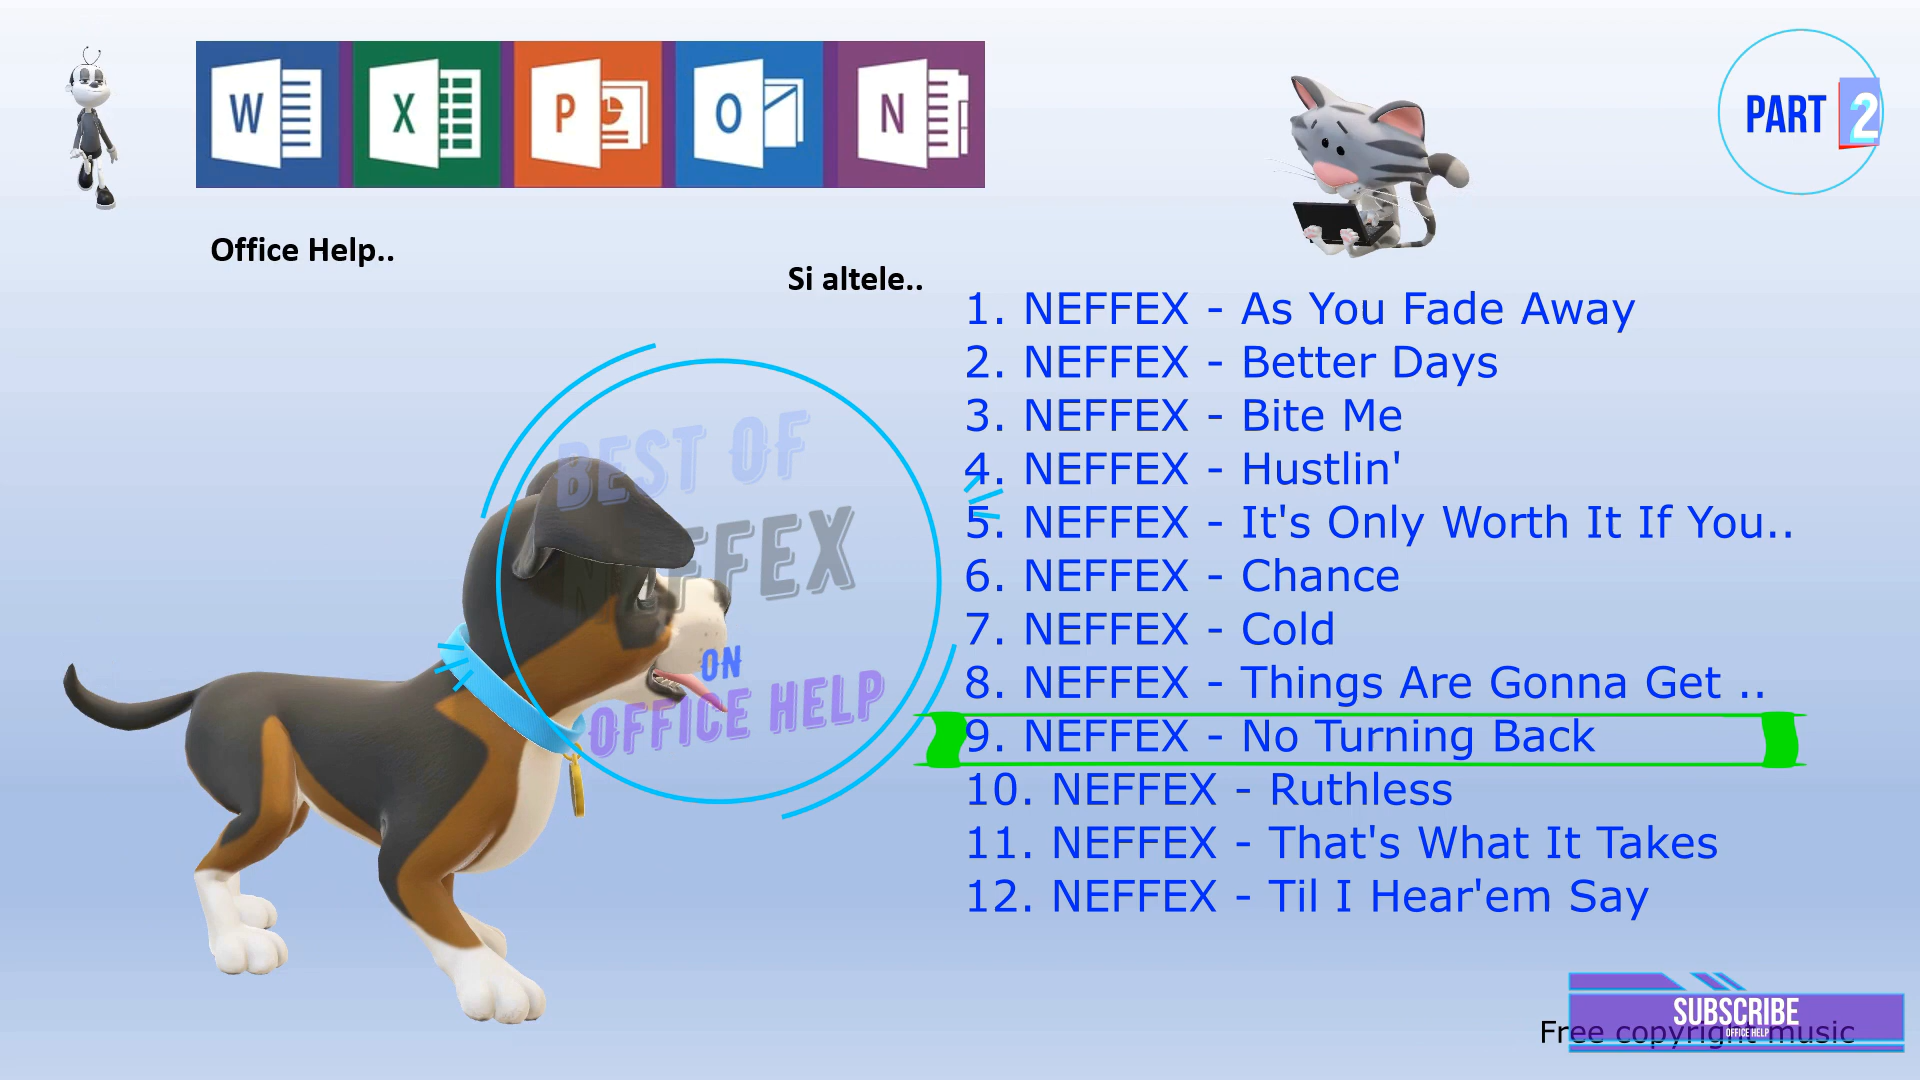 W X P O N
PART 2
Office Help..
Si altele..
1. NEFFEX - As You Fade Away
2. NEFFEX - Better Days
3. NEFFEX - Bite Me
4. NEFFEX - Hustlin'
5. NEFFEX - It's Only Worth It If You..
6. NEFFEX - Chance
7. NEFFEX - Cold
8. NEFFEX - Things Are Gonna Get ..
9. NEFFEX - No Turning Back
10. NEFFEX - Ruthless
11. NEFFEX - That's What It Takes
12. NEFFEX - Til I Hear'em Say
BEST OF
NEFFEX
ON
OFFICE HELP
SUBSCRIBE
OFFICE HELP
Free copyright music